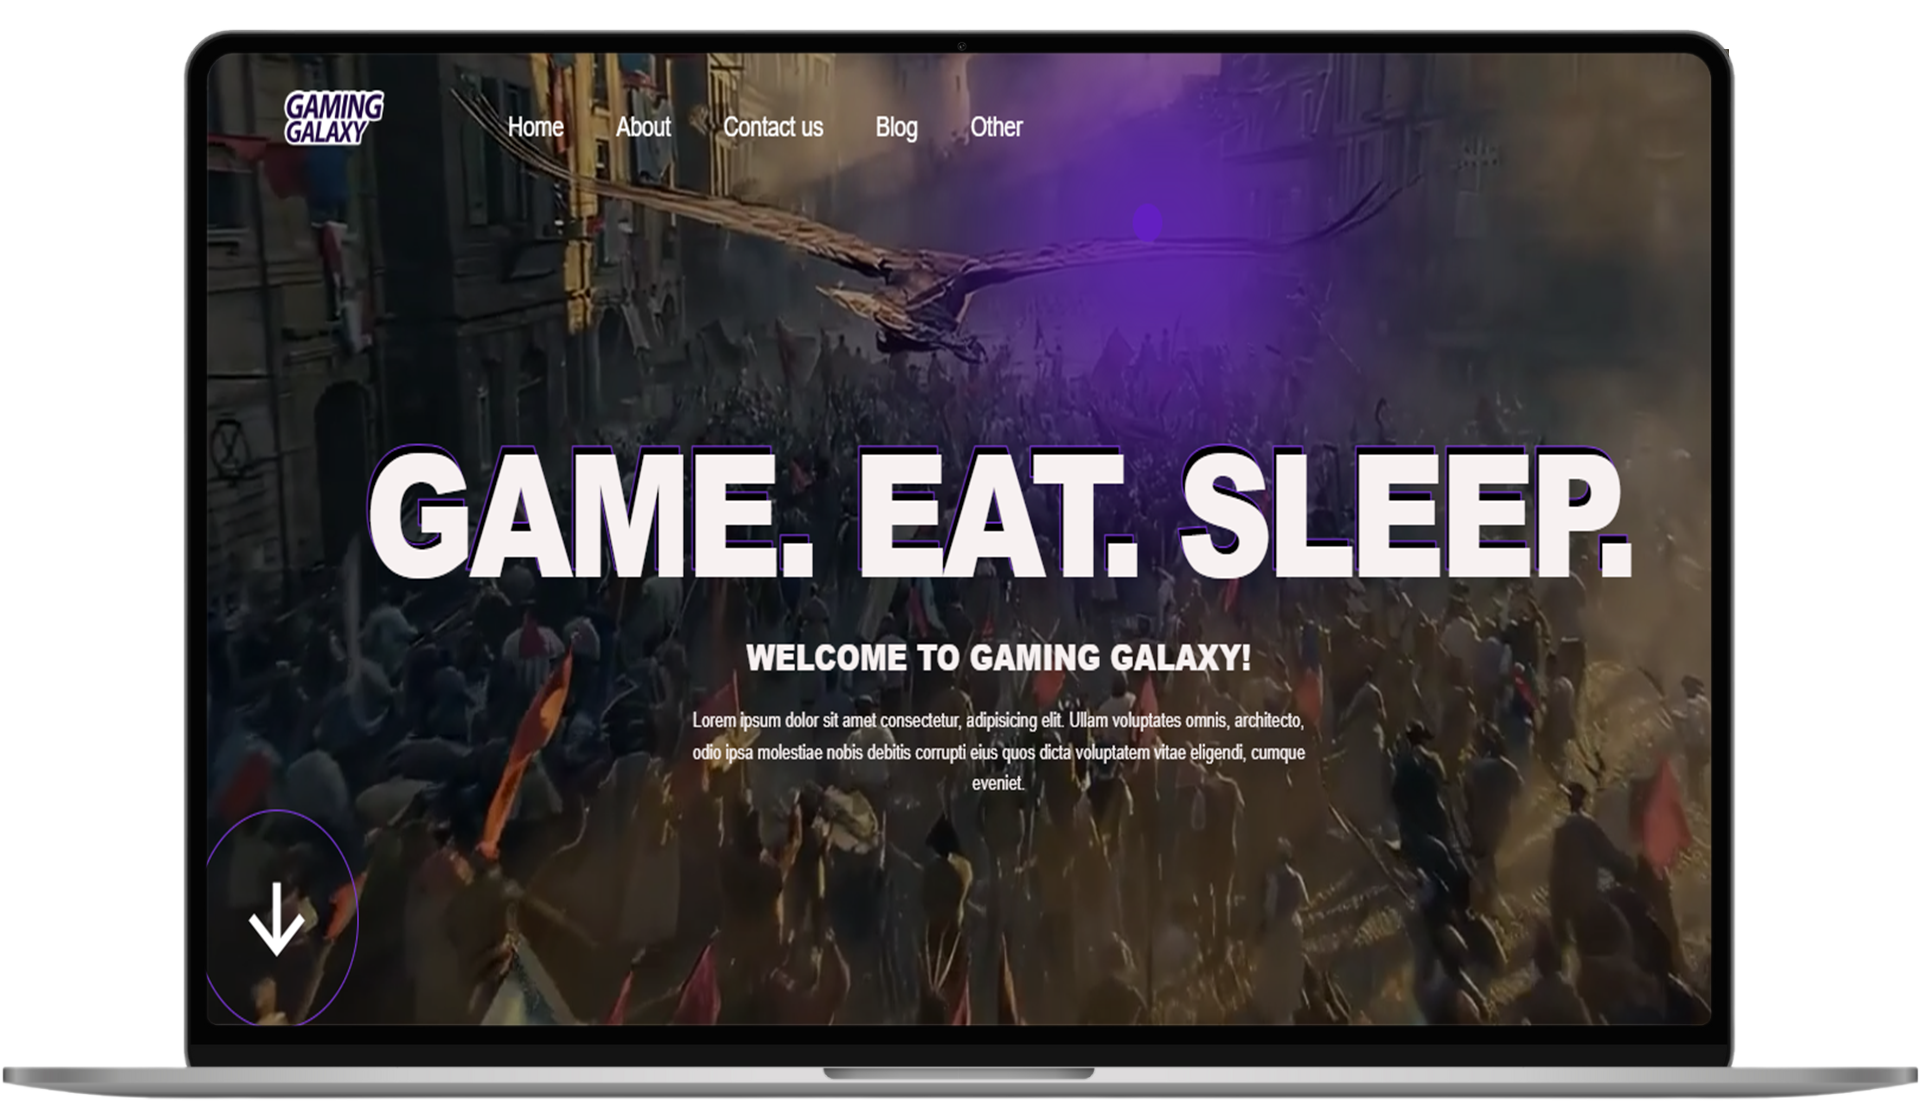 GAMING
GALAXY
Home About Contact us Blog Other
GAME. EAT. SLEEP.
WELCOME TO GAMING GALAXY!
Lorem ipsum dolor sit amet consectetur, adipisicing elit. Ullam voluptates omnis, architecto,
odio ipsa molestiae nobis debitis corrupti eius quos dicta voluptatem vitae eligendi, cumque
eveniet.